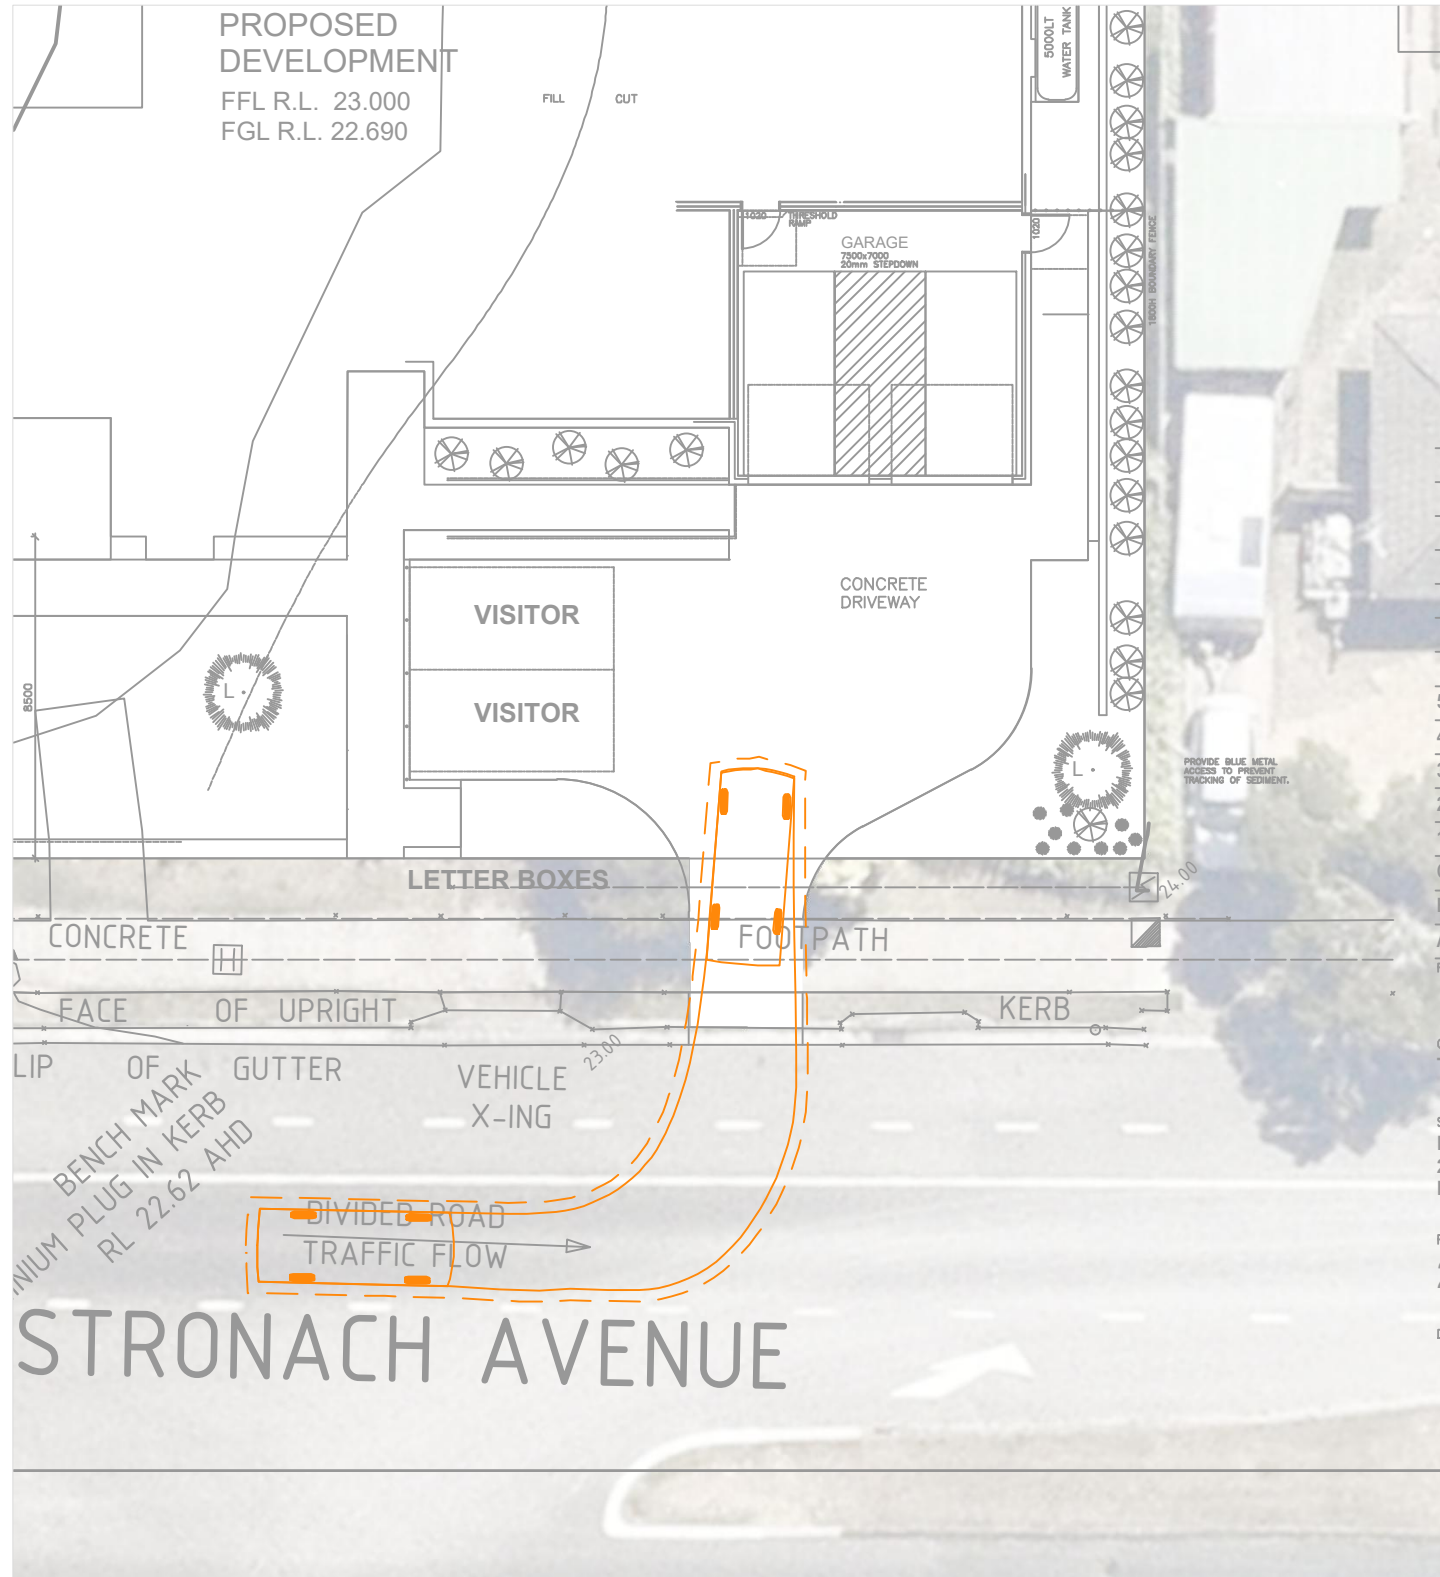 PROPOSED
DEVELOPMENT
FFL R.L. 23.000
FGL R.L. 22.690
FILL
CUT
5000LT
WATER TANK
1020
THRESHOLD
RAMP
GARAGE
7500x7000
20mm STEPDOWN
1020
1800H BOUNDARY FENCE
CONCRETE
DRIVEWAY
VISITOR
VISITOR
8500
L
L
PROVIDE BLUE METAL
ACCESS TO PREVENT
TRACKING OF SEDIMENT.
LETTER BOXES
24.00
CONCRETE
FOOTPATH
H
FACE OF UPRIGHT
KERB
LIP OF GUTTER
23.00
VEHICLE
X-ING
BENCH MARK
NIUM PLUG IN KERB
RL 22.62 AHD
DIVIDED ROAD
TRAFFIC FLOW
STRONACH AVENUE